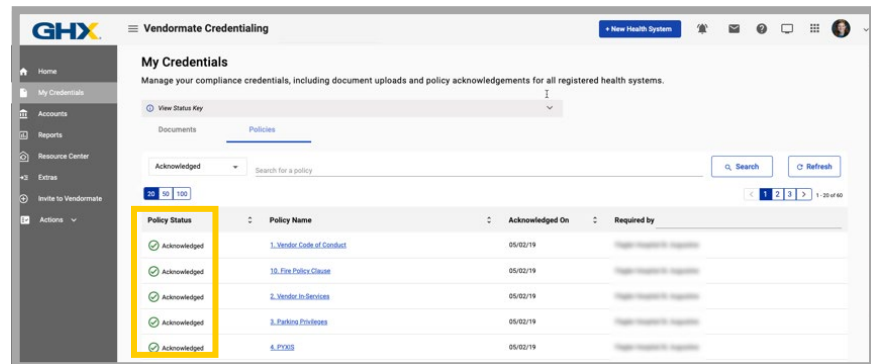 GHX
Vendormate Credentialing
+ New Health System
Home
My Credentials
Accounts
Reports
Resource Center
Extras
Invite to Vendormate
Actions
My Credentials
Manage your compliance credentials, including document uploads and policy acknowledgements for all registered health systems.
View Status Key
Documents Policies
Acknowledged Search for a policy Search Refresh
20 50 100 < 1 2 3 > 1 - 20 of 60
Policy Status Policy Name Acknowledged On Required by
Acknowledged 1. Vendor Code of Conduct 05/02/19
Acknowledged 10. Fire Policy Clause 05/02/19
Acknowledged 2. Vendor In-Services 05/02/19
Acknowledged 3. Parking Privileges 05/02/19
Acknowledged 4. PYXIS 05/02/19